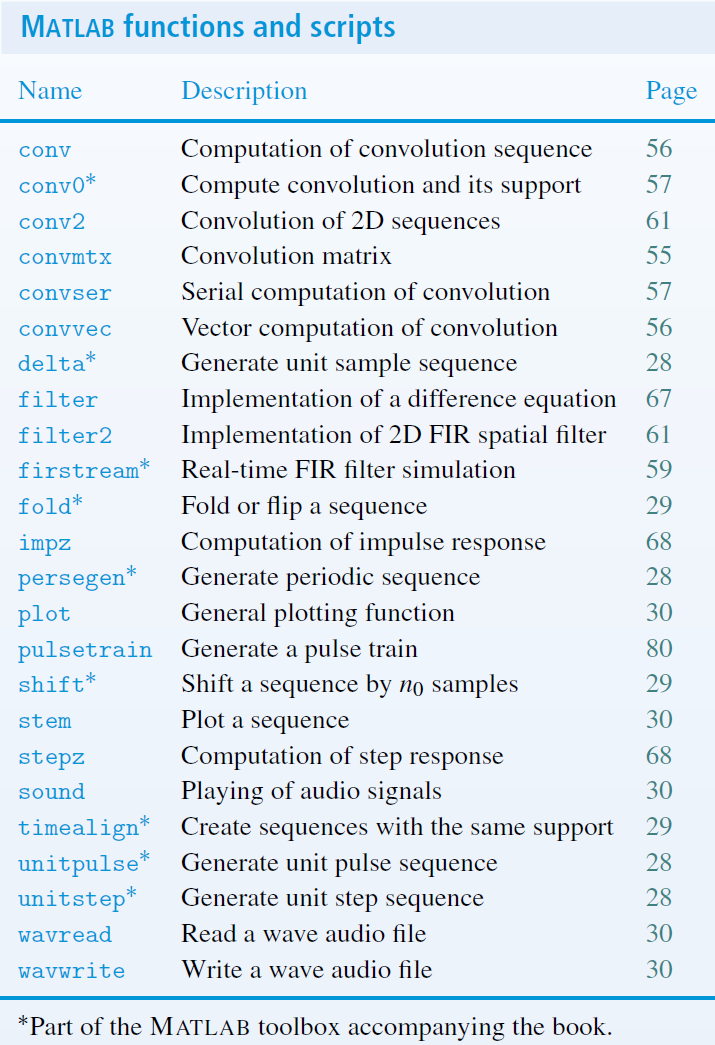 MATLAB functions and scripts
Name Description Page
conv Computation of convolution sequence 56
conv0* Compute convolution and its support 57
conv2 Convolution of 2D sequences 61
convmtx Convolution matrix 55
convser Serial computation of convolution 57
convvec Vector computation of convolution 56
delta* Generate unit sample sequence 28
filter Implementation of a difference equation 67
filter2 Implementation of 2D FIR spatial filter 61
firstream* Real-time FIR filter simulation 59
fold* Fold or flip a sequence 29
impz Computation of impulse response 68
persegen* Generate periodic sequence 28
plot General plotting function 30
pulsetrain Generate a pulse train 80
shift* Shift a sequence by n₀ samples 29
stem Plot a sequence 30
stepz Computation of step response 68
sound Playing of audio signals 30
timealign* Create sequences with the same support 29
unitpulse* Generate unit pulse sequence 28
unitstep* Generate unit step sequence 28
wavread Read a wave audio file 30
wavwrite Write a wave audio file 30
*Part of the MATLAB toolbox accompanying the book.